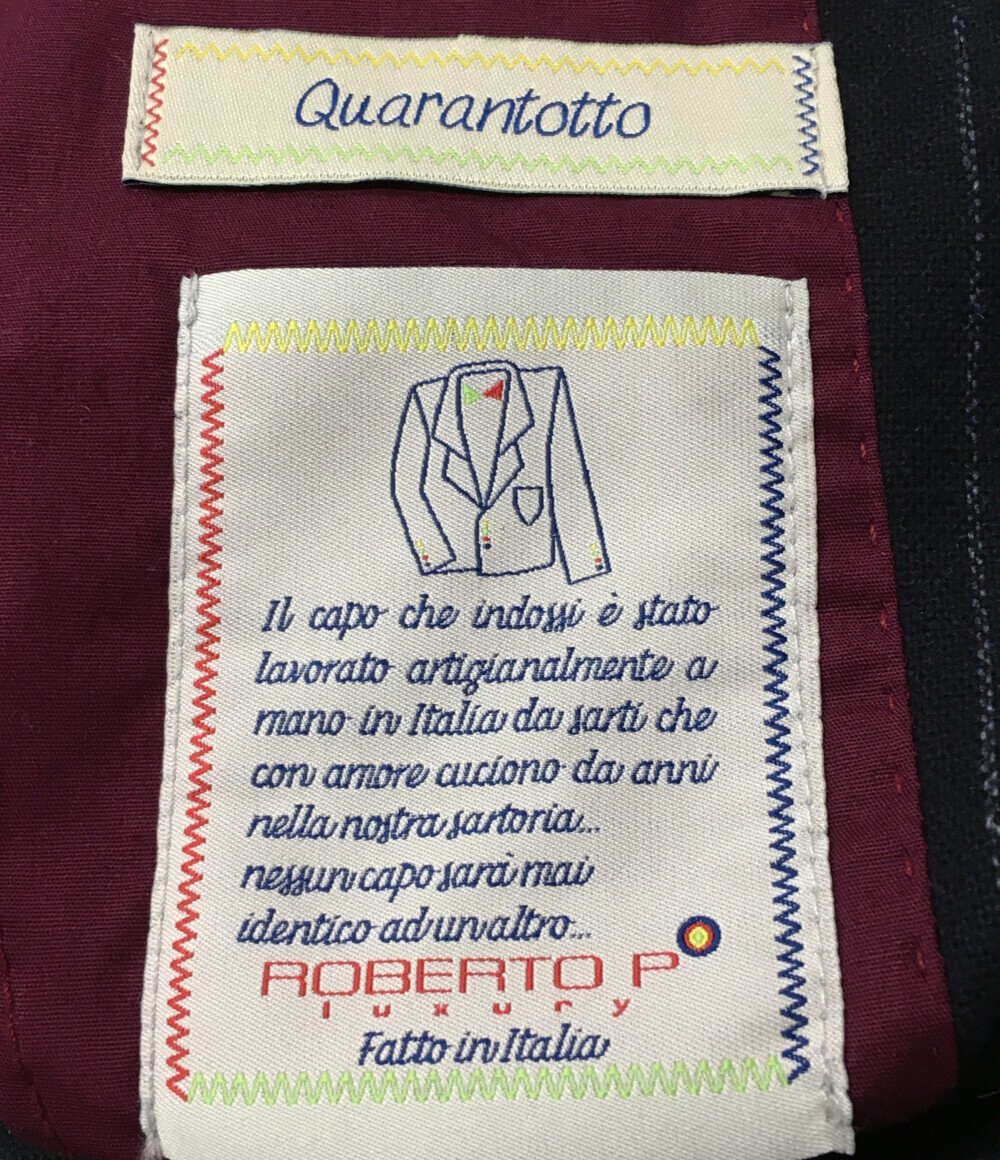 Quarantotto
Il capo che indossi è stato
lavorato artigianalmente a
mano in Italia da sarti che
con amore cuciono da anni
nella nostra sartoria...
nessun capo sarà mai
identico ad un altro...
ROBERTO P
luxury
Fatto in Italia